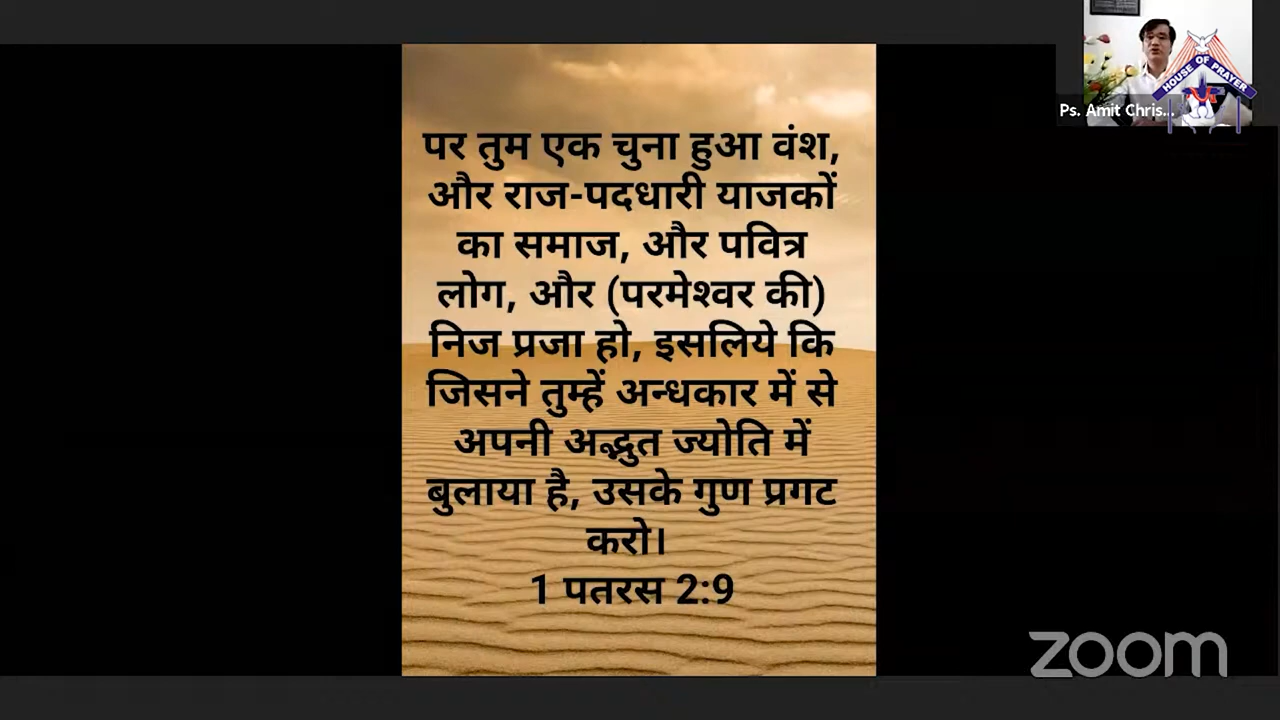 HOUSE OF PRAYER
Ps. Amit Chris...
पर तुम एक चुना हुआ वंश,
और राज-पदधारी याजकों
का समाज, और पवित्र
लोग, और (परमेश्वर की)
निज प्रजा हो, इसलिये कि
जिसने तुम्हें अन्धकार में से
अपनी अद्भुत ज्योति में
बुलाया है, उसके गुण प्रगट
करो।
1 पतरस 2:9
zoom